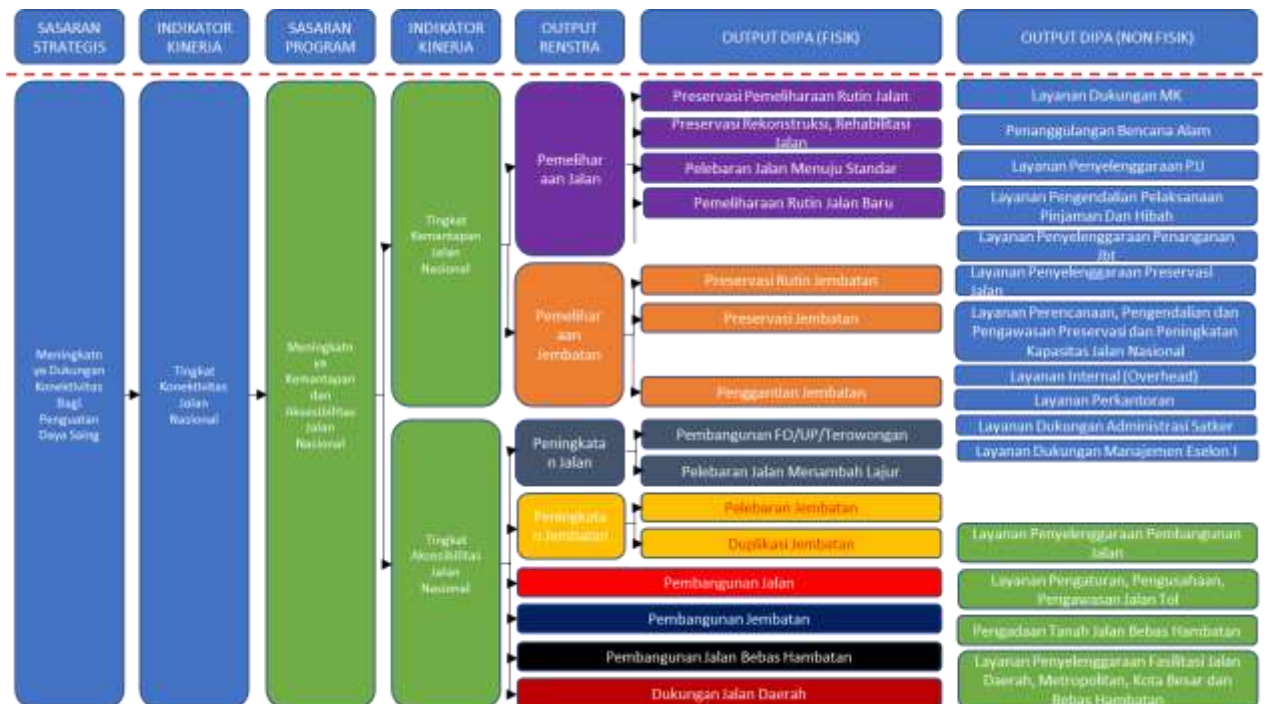 SASARAN
STRATEGIS
INDIKATOR
KINERJA
SASARAN
PROGRAM
INDIKATOR
KINERJA
OUTPUT
RENSTRA
OUTPUT DIPA (FISIK)
OUTPUT DIPA (NON FISIK)
Meningkatn
ya Dukungan
Konektivitas
Bagi
Penguatan
Daya Saing
Tingkat
Konektivitas
Jalan
Nasional
Meningkatn
ya
Kemantapan
dan
Aksesibilitas
Jalan
Nasional
Tingkat
Kemantapan
Jalan
Nasional
Tingkat
Aksesibilitas
Jalan
Nasional
Pemelihar
aan Jalan
Pemelihar
aan
Jembatan
Peningkata
n Jalan
Peningkata
n Jembatan
Preservasi Pemeliharaan Rutin Jalan
Preservasi Rekonstruksi, Rehabilitasi
Jalan
Pelebaran Jalan Menuju Standar
Pemeliharaan Rutin Jalan Baru
Preservasi Rutin Jembatan
Preservasi Jembatan
Penggantian Jembatan
Pembangunan FO/UP/Terowongan
Pelebaran Jalan Menambah Lajur
Pelebaran Jembatan
Duplikasi Jembatan
Pembangunan Jalan
Pembangunan Jembatan
Pembangunan Jalan Bebas Hambatan
Dukungan Jalan Daerah
Layanan Dukungan MK
Penanggulangan Bencana Alam
Layanan Penyelenggaraan PJJ
Layanan Pengendalian Pelaksanaan
Pinjaman Dan Hibah
Layanan Penyelenggaraan Penanganan
Jbt
Layanan Penyelenggaraan Preservasi
Jalan
Layanan Perencanaan, Pengendalian dan
Pengawasan Preservasi dan Peningkatan
Kapasitas Jalan Nasional
Layanan Internal (Overhead)
Layanan Perkantoran
Layanan Dukungan Administrasi Satker
Layanan Dukungan Manajemen Eselon I
Layanan Penyelenggaraan Pembangunan
Jalan
Layanan Pengaturan, Pengusahaan,
Pengawasan Jalan Tol
Pengadaan Tanah Jalan Bebas Hambatan
Layanan Penyelenggaraan Fasilitasi Jalan
Daerah, Metropolitan, Kota Besar dan
Bebas Hambatan